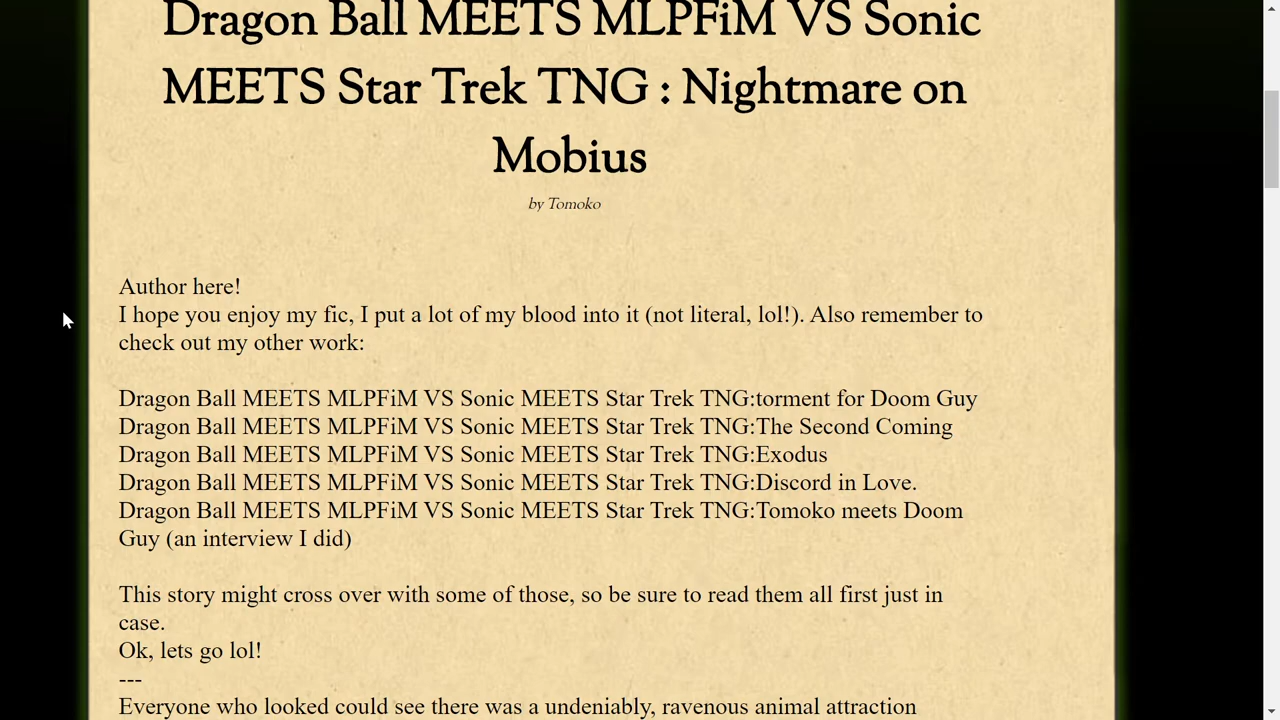 Dragon Ball MEETS MLPFiM VS Sonic
MEETS Star Trek TNG : Nightmare on
Mobius
by Tomoko
Author here!
I hope you enjoy my fic, I put a lot of my blood into it (not literal, lol!). Also remember to
check out my other work:
Dragon Ball MEETS MLPFiM VS Sonic MEETS Star Trek TNG:torment for Doom Guy
Dragon Ball MEETS MLPFiM VS Sonic MEETS Star Trek TNG:The Second Coming
Dragon Ball MEETS MLPFiM VS Sonic MEETS Star Trek TNG:Exodus
Dragon Ball MEETS MLPFiM VS Sonic MEETS Star Trek TNG:Discord in Love.
Dragon Ball MEETS MLPFiM VS Sonic MEETS Star Trek TNG:Tomoko meets Doom
Guy (an interview I did)
This story might cross over with some of those, so be sure to read them all first just in
case.
Ok, lets go lol!
---
Everyone who looked could see there was a undeniably, ravenous animal attraction